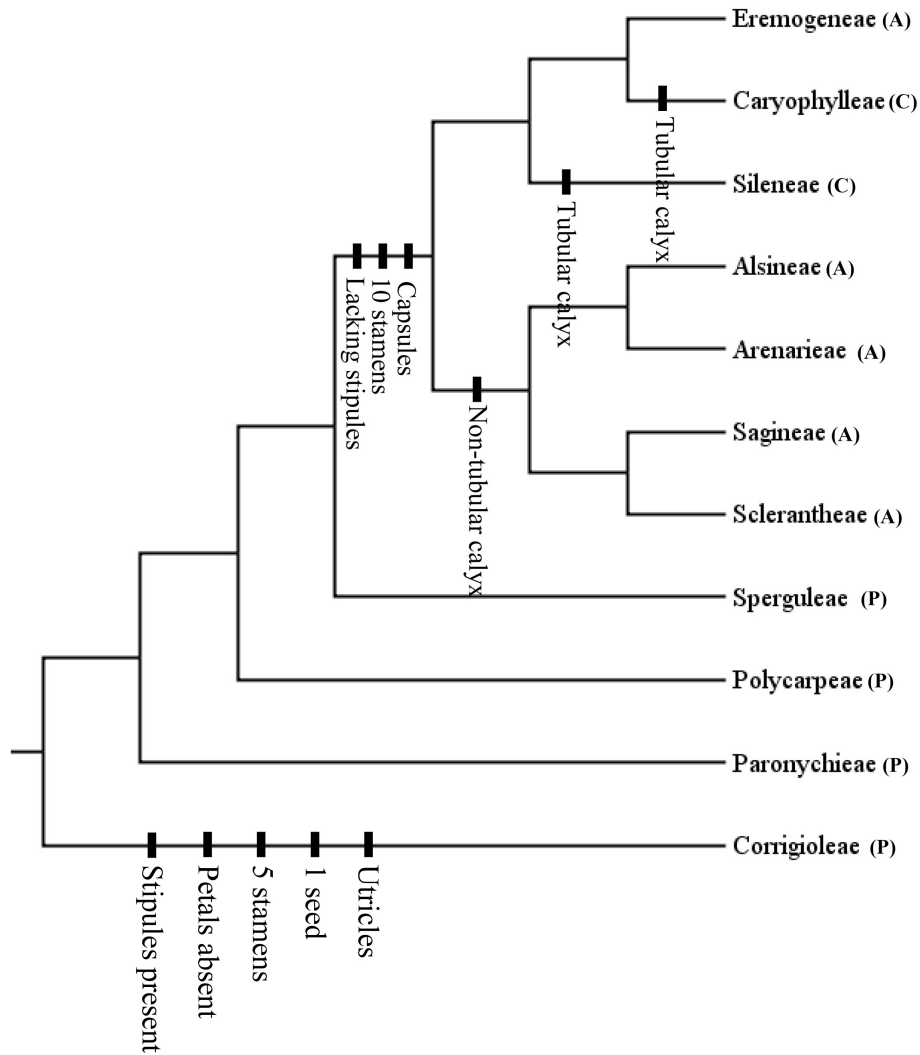 Eremogeneae (A)
Caryophylleae (C)
Tubular calyx
Sileneae (C)
Tubular calyx
Alsineae (A)
Capsules
10 stamens
Lacking stipules
Arenarieae (A)
Non-tubular calyx
Sagineae (A)
Sclerantheae (A)
Sperguleae (P)
Polycarpeae (P)
Paronychieae (P)
Corrigioleae (P)
Stipules present
Petals absent
5 stamens
1 seed
Utricles